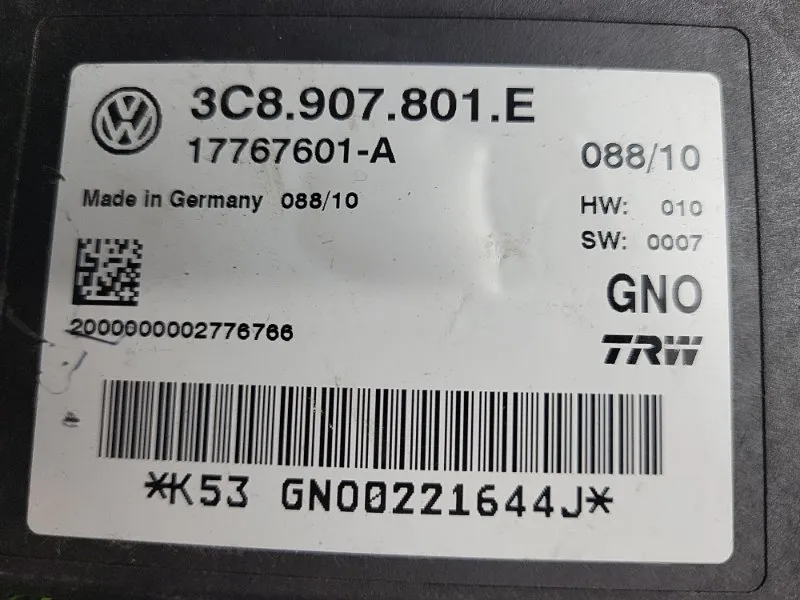 3C8.907.801.E
17767601-A
088/10
Made in Germany 088/10
HW: 010
SW: 0007
GNO
2000000002776766
TRW
*K53 GNO0221644J*